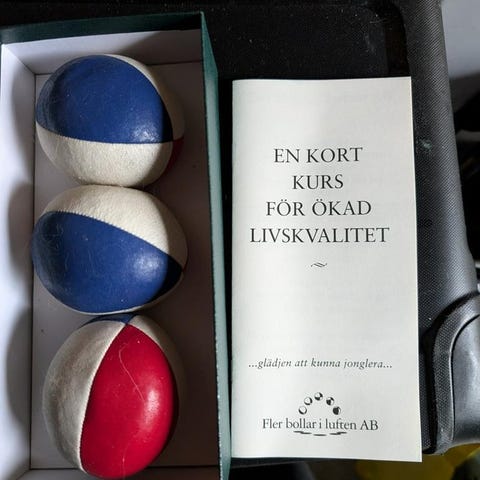 EN KORT
KURS
FÖR ÖKAD
LIVSKVALITET
...glädjen att kunna jonglera...
Fler bollar i luften AB